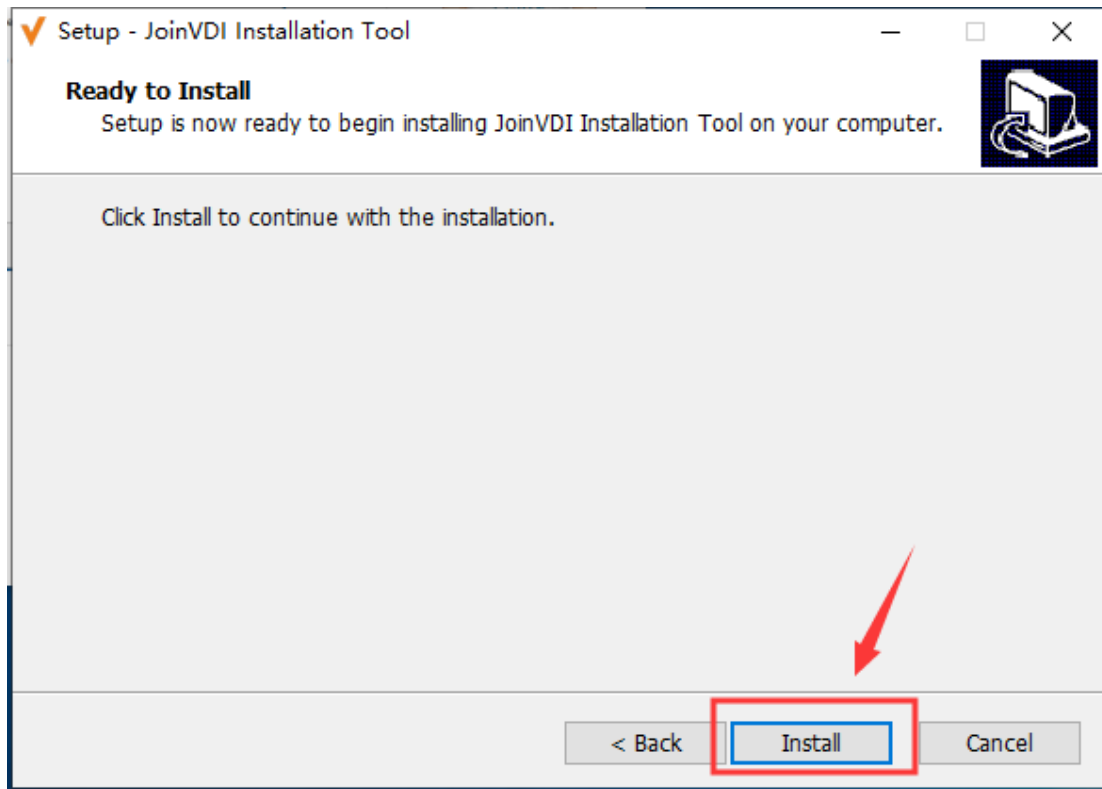 Setup - JoinVDI Installation Tool
Ready to Install
Setup is now ready to begin installing JoinVDI Installation Tool on your computer.
Click Install to continue with the installation.
< Back
Install
Cancel